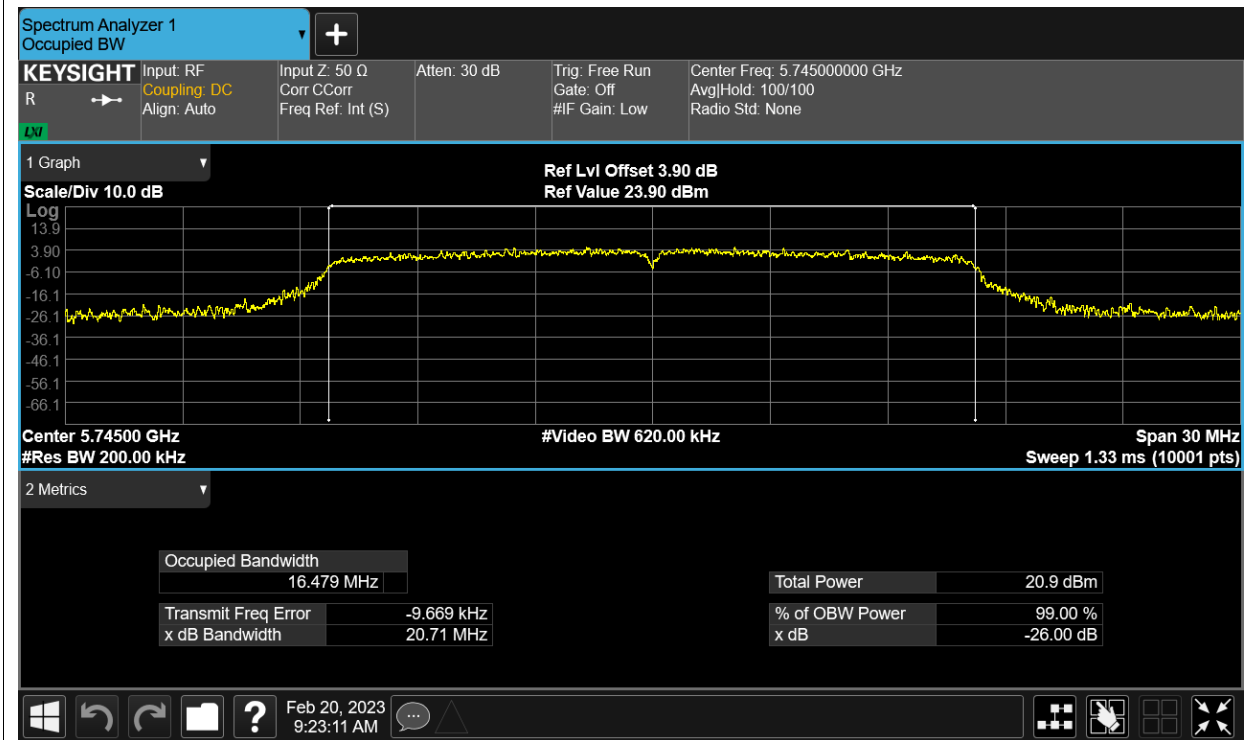 Spectrum Analyzer 1
Occupied BW
KEYSIGHT
R
LXI
Input: RF
Coupling: DC
Align: Auto
Input Z: 50 Ω
Corr CCorr
Freq Ref: Int (S)
Atten: 30 dB
Trig: Free Run
Gate: Off
#IF Gain: Low
Center Freq: 5.745000000 GHz
Avg|Hold: 100/100
Radio Std: None
1 Graph
Scale/Div 10.0 dB
Ref Lvl Offset 3.90 dB
Ref Value 23.90 dBm
Log
13.9
3.90
-6.10
-16.1
-26.1
-36.1
-46.1
-56.1
-66.1
Center 5.74500 GHz
#Video BW 620.00 kHz
Span 30 MHz
#Res BW 200.00 kHz
Sweep 1.33 ms (10001 pts)
2 Metrics
Occupied Bandwidth
16.479 MHz
Total Power 20.9 dBm
Transmit Freq Error -9.669 kHz
% of OBW Power 99.00 %
x dB Bandwidth 20.71 MHz
x dB -26.00 dB
?
Feb 20, 2023
9:23:11 AM